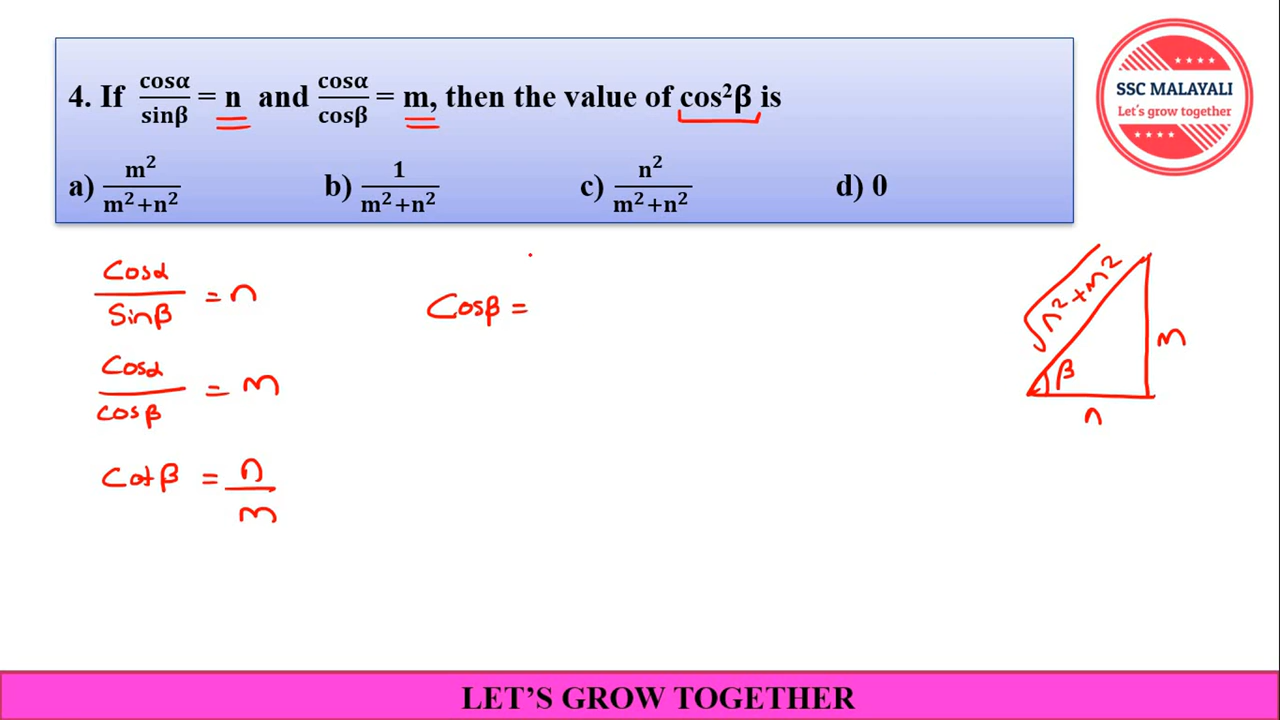 4. If cosα/sinβ = n and cosα/cosβ = m, then the value of cos²β is
a) m²/m²+n² b) 1/m²+n² c) n²/m²+n² d) 0
SSC MALAYALI
Let's grow together
Cosα/Sinβ = n
Cosα/cosβ = m
Cotβ = n/m
Cosβ =
√n²+m²
β
m
n
LET'S GROW TOGETHER